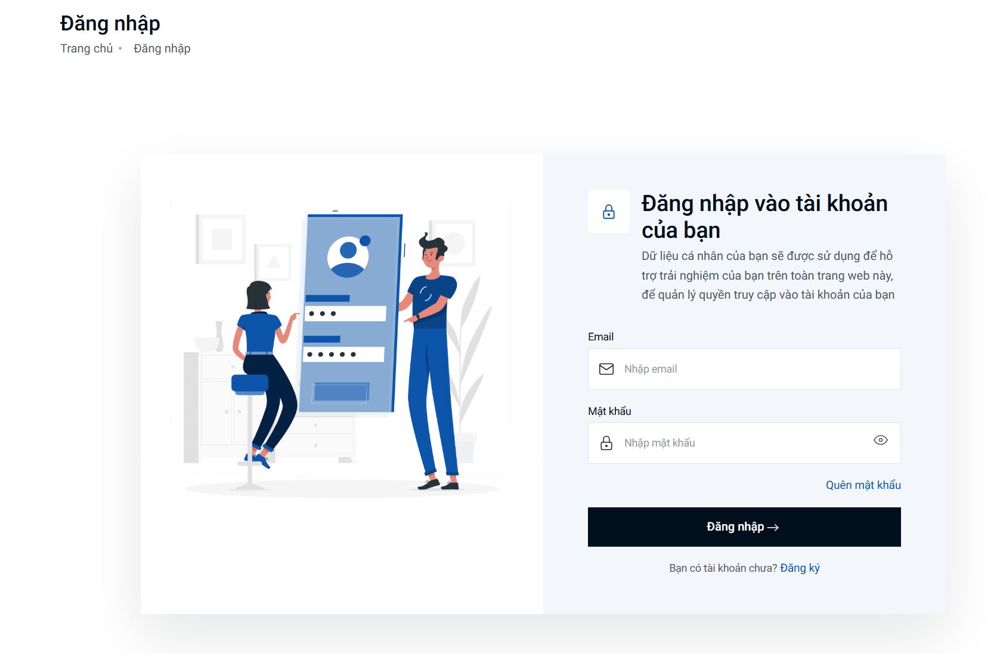 Đăng nhập
Trang chủ • Đăng nhập
Đăng nhập vào tài khoản
của bạn
Dữ liệu cá nhân của bạn sẽ được sử dụng để hỗ
trợ trải nghiệm của bạn trên toàn trang web này,
để quản lý quyền truy cập vào tài khoản của bạn
Email
Nhập email
Mật khẩu
Nhập mật khẩu
Quên mật khẩu
Đăng nhập →
Bạn có tài khoản chưa? Đăng ký